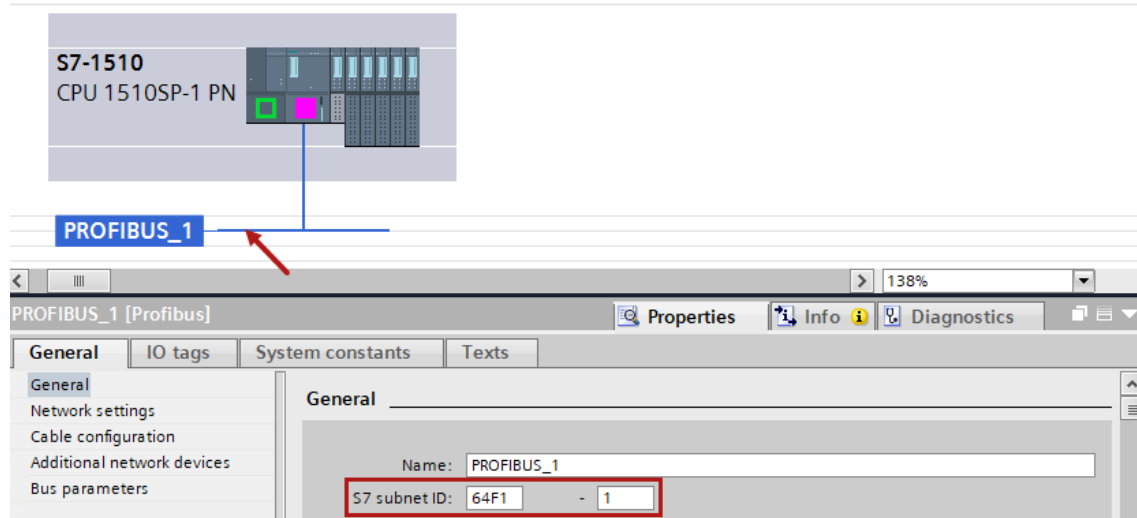 S7-1510
CPU 1510SP-1 PN
PROFIBUS_1
138%
PROFIBUS_1 [Profibus]
Properties Info Diagnostics
General IO tags System constants Texts
General
Network settings
Cable configuration
Additional network devices
Bus parameters
General
Name: PROFIBUS_1
S7 subnet ID: 64F1 - 1